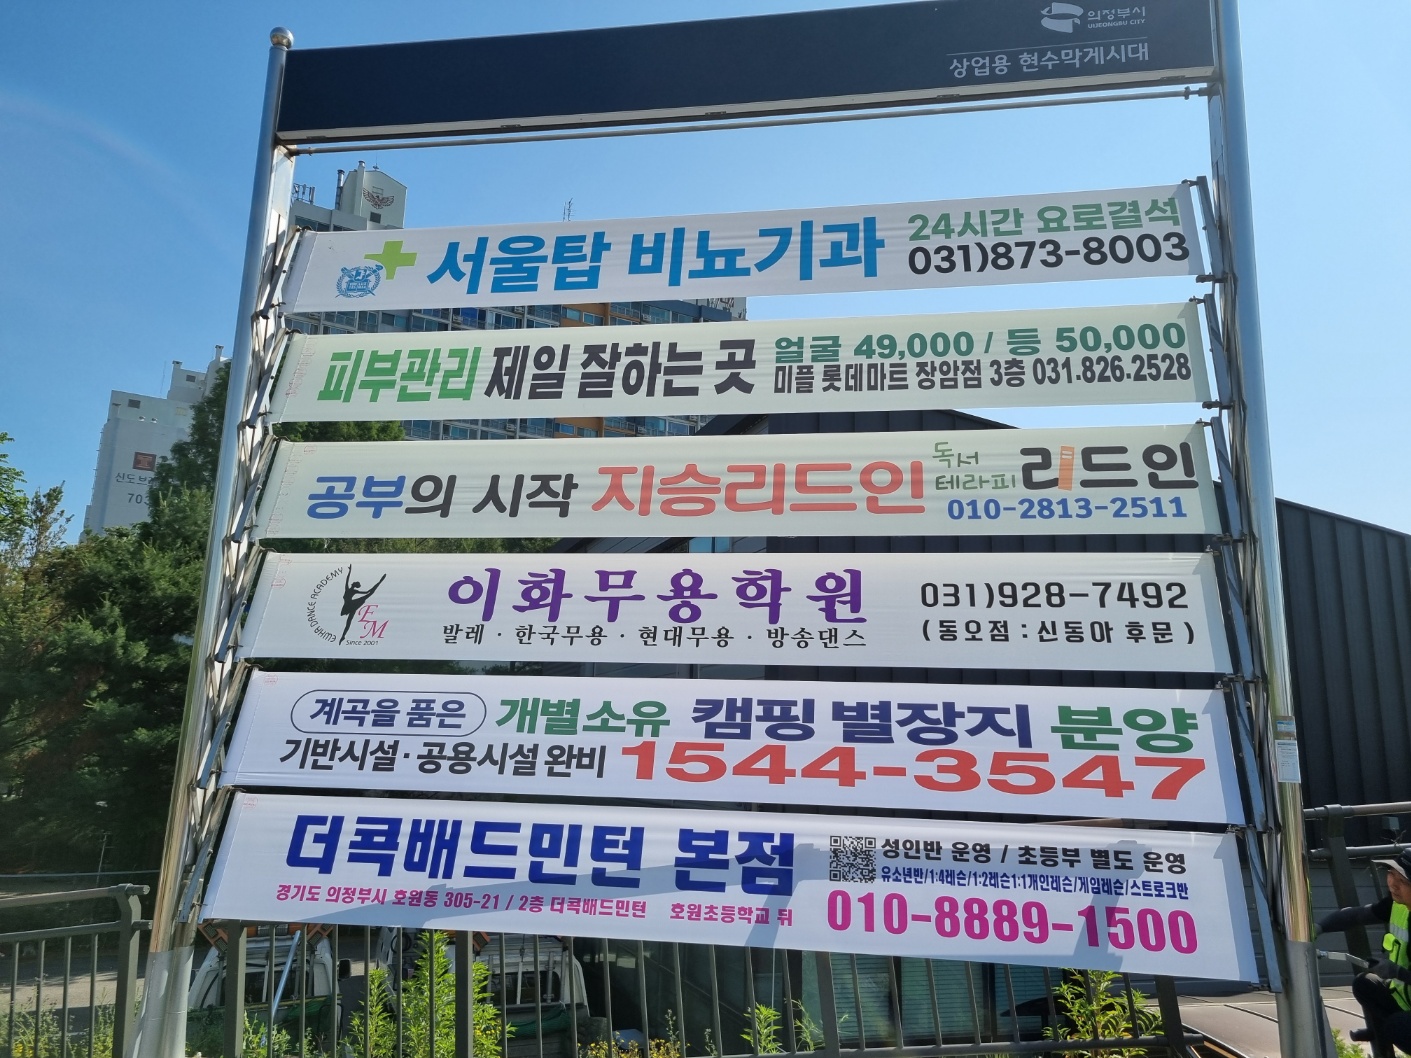 의정부시
UIJEONGBU CITY
상업용 현수막게시대
서울탑 비뇨기과
24시간 요로결석
031)873-8003
피부관리 제일 잘하는 곳
얼굴 49,000 / 등 50,000
미플 롯데마트 장암점 3층 031.826.2528
공부의 시작 지승리드인
독서
테라피 리드인
010-2813-2511
EWHA DANCE ACADEMY
EM
Since 2001
이화무용학원
발레 · 한국무용 · 현대무용 · 방송댄스
031)928-7492
(동오점 : 신동아 후문)
계곡을 품은 개별소유 캠핑 별장지 분양
기반시설·공용시설 완비 1544-3547
더콕배드민턴 본점
경기도 의정부시 호원동 305-21 / 2층 더콕배드민턴 호원초등학교 뒤
성인반 운영 / 초등부 별도 운영
유소년반/1:4레슨/1:2레슨1:1개인레슨/게임레슨/스트로크반
010-8889-1500